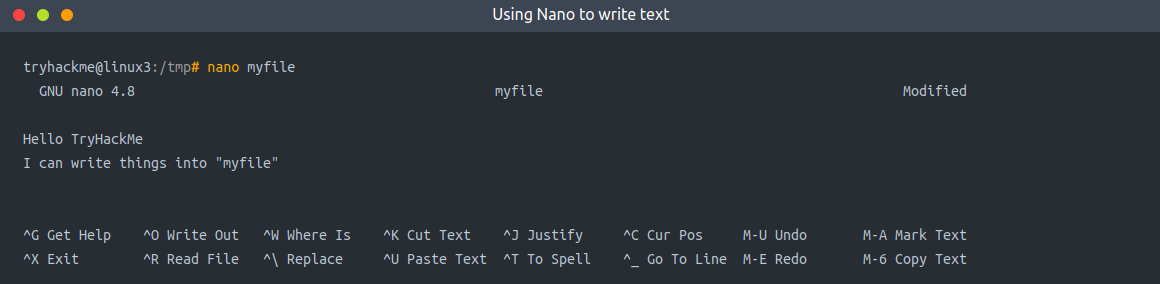 Using Nano to write text
tryhackme@linux3:/tmp# nano myfile
GNU nano 4.8 myfile Modified
Hello TryHackMe
I can write things into "myfile"
^G Get Help ^O Write Out ^W Where Is ^K Cut Text ^J Justify ^C Cur Pos M-U Undo M-A Mark Text
^X Exit ^R Read File ^\ Replace ^U Paste Text ^T To Spell ^_ Go To Line M-E Redo M-6 Copy Text